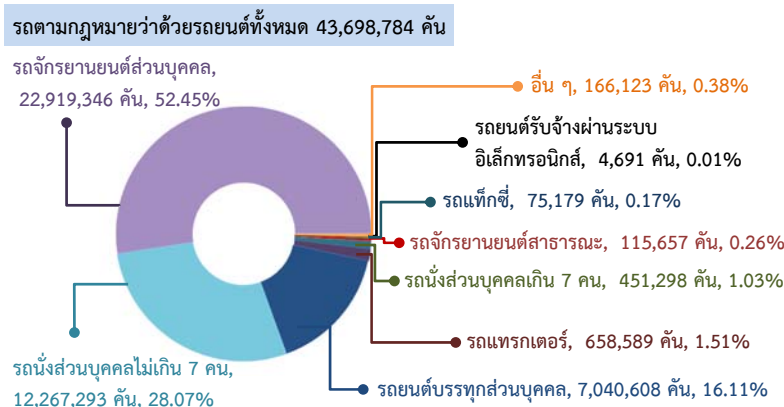 รถตามกฎหมายว่าด้วยรถยนต์ทั้งหมด 43,698,784 คัน
รถจักรยานยนต์ส่วนบุคคล,
22,919,346 คัน, 52.45%
อื่น ๆ, 166,123 คัน, 0.38%
รถยนต์รับจ้างผ่านระบบ
อิเล็กทรอนิกส์, 4,691 คัน, 0.01%
รถแท็กซี่, 75,179 คัน, 0.17%
รถจักรยานยนต์สาธารณะ, 115,657 คัน, 0.26%
รถนั่งส่วนบุคคลเกิน 7 คน, 451,298 คัน, 1.03%
รถแทรกเตอร์, 658,589 คัน, 1.51%
รถยนต์บรรทุกส่วนบุคคล, 7,040,608 คัน, 16.11%
รถนั่งส่วนบุคคลไม่เกิน 7 คน,
12,267,293 คัน, 28.07%